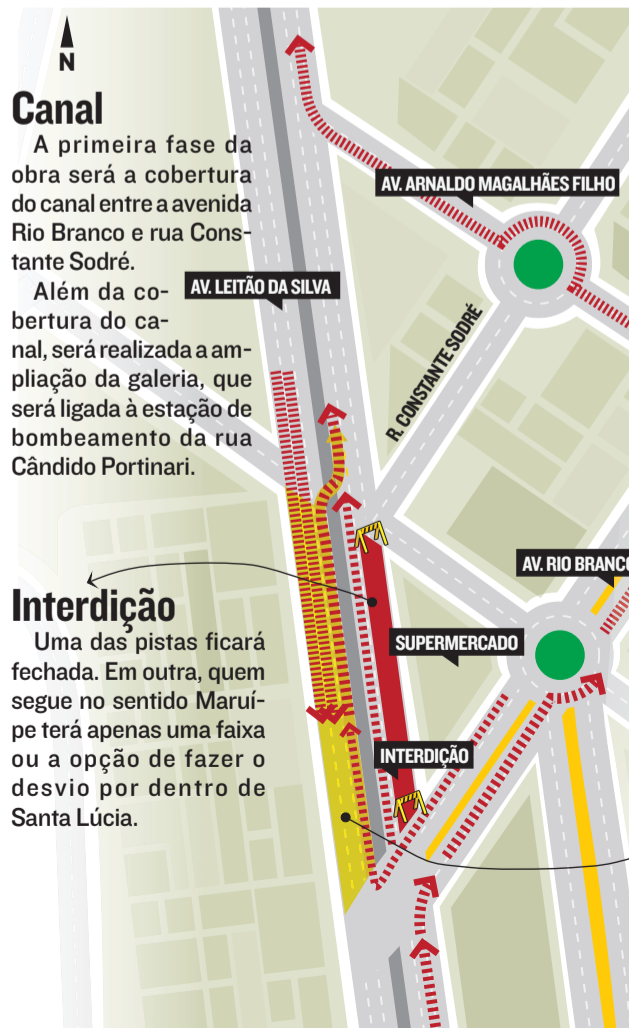 N
Canal
A primeira fase da
obra será a cobertura
do canal entre a avenida
Rio Branco e rua Cons-
tante Sodré.
Além da co-
bertura do ca-
nal, será realizada a am-
pliação da galeria, que
será ligada à estação de
bombeamento da rua
Cândido Portinari.
Interdição
Uma das pistas ficará
fechada. Em outra, quem
segue no sentido Maruí-
pe terá apenas uma faixa
ou a opção de fazer o
desvio por dentro de
Santa Lúcia.
AV. ARNALDO MAGALHÃES FILHO
AV. LEITÃO DA SILVA
R. CONSTANTE SODRÉ
AV. RIO BRANCO
SUPERMERCADO
INTERDIÇÃO